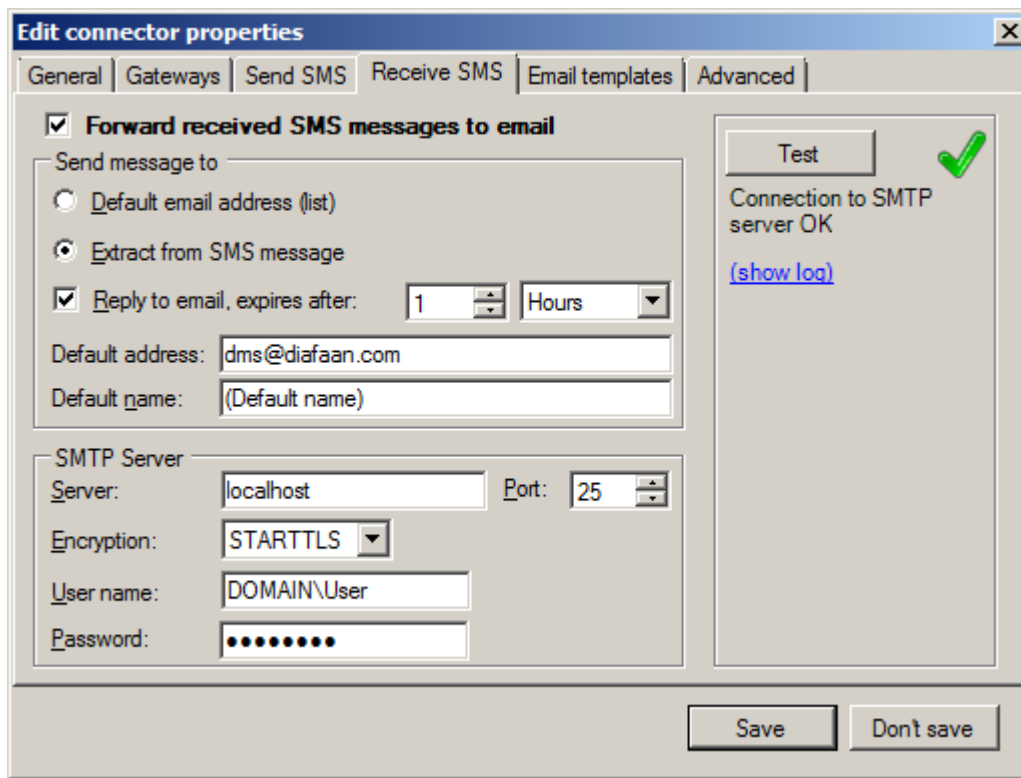 Edit connector properties
General Gateways Send SMS Receive SMS Email templates Advanced
Forward received SMS messages to email
Send message to
Default email address (list)
Extract from SMS message
Reply to email, expires after: 1 Hours
Default address: dms@diafaan.com
Default name: (Default name)
SMTP Server
Server: localhost Port: 25
Encryption: STARTTLS
User name: DOMAIN\User
Password: ●●●●●●●●
Test
Connection to SMTP
server OK
(show log)
Save Don't save